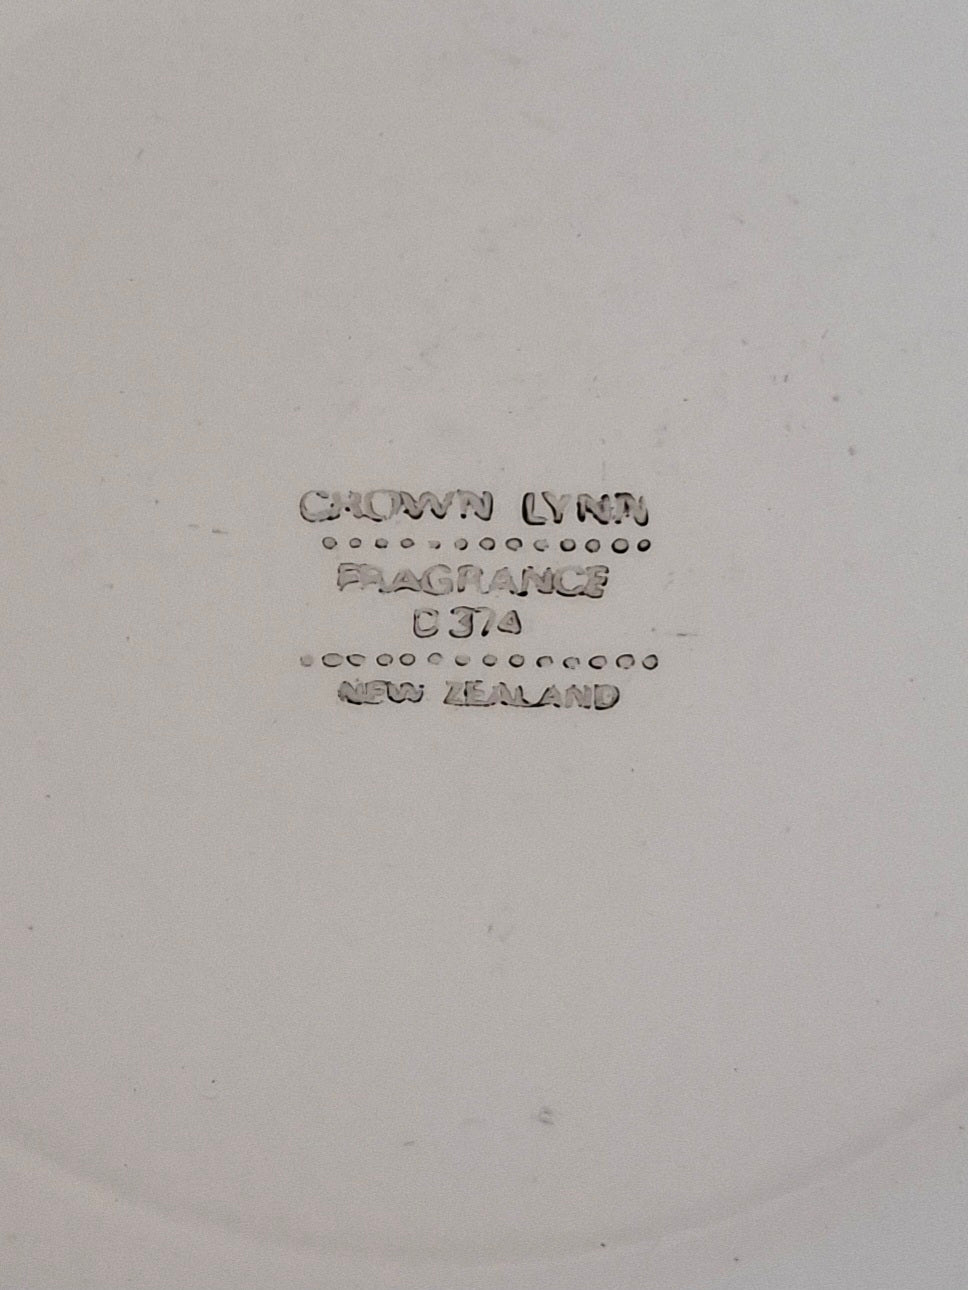 CROWN LYNN
FRAGRANCE
D 374
NEW ZEALAND